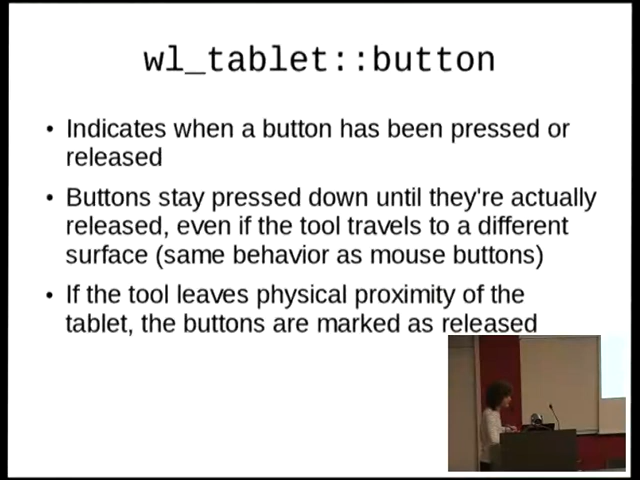 wl_tablet::button
• Indicates when a button has been pressed or
released
• Buttons stay pressed down until they're actually
released, even if the tool travels to a different
surface (same behavior as mouse buttons)
• If the tool leaves physical proximity of the
tablet, the buttons are marked as released